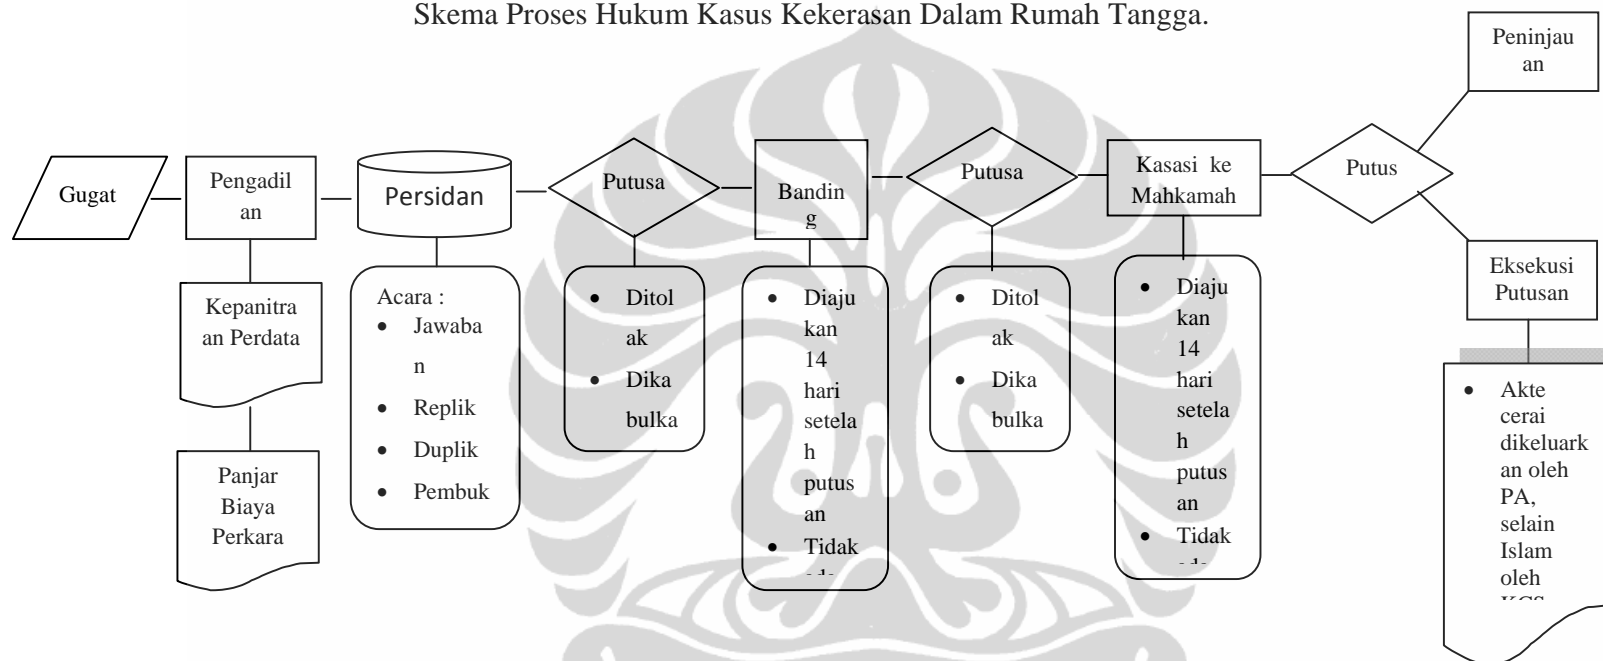 Skema Proses Hukum Kasus Kekerasan Dalam Rumah Tangga.
Gugat
Pengadil
an
Kepanitra
an Perdata
Panjar
Biaya
Perkara
Persidan
Acara :
• Jawaba
n
• Replik
• Duplik
• Pembuk
Putusa
• Ditol
ak
• Dika
bulka
Bandin
g
• Diaju
kan
14
hari
setela
h
putus
an
• Tidak
Putusa
• Ditol
ak
• Dika
bulka
Kasasi ke
Mahkamah
• Diaju
kan
14
hari
setela
h
putus
an
• Tidak
Putus
Peninjau
an
Eksekusi
Putusan
• Akte
cerai
dikeluark
an oleh
PA,
selain
Islam
oleh